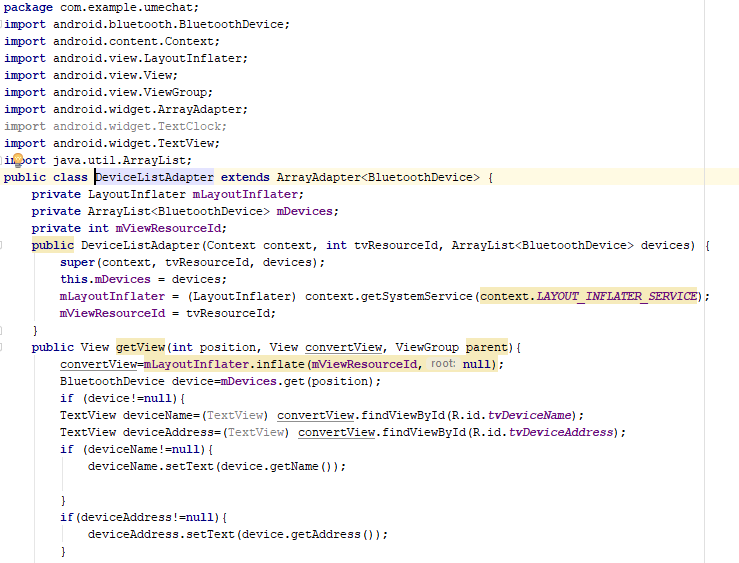 package com.example.umechat;
import android.bluetooth.BluetoothDevice;
import android.content.Context;
import android.view.LayoutInflater;
import android.view.View;
import android.view.ViewGroup;
import android.widget.ArrayAdapter;
import android.widget.TextClock;
import android.widget.TextView;
import java.util.ArrayList;
public class DeviceListAdapter extends ArrayAdapter<BluetoothDevice> {
    private LayoutInflater mLayoutInflater;
    private ArrayList<BluetoothDevice> mDevices;
    private int mViewResourceId;
    public DeviceListAdapter(Context context, int tvResourceId, ArrayList<BluetoothDevice> devices) {
        super(context, tvResourceId, devices);
        this.mDevices = devices;
        mLayoutInflater = (LayoutInflater) context.getSystemService(context.LAYOUT_INFLATER_SERVICE);
        mViewResourceId = tvResourceId;
    }
    public View getView(int position, View convertView, ViewGroup parent){
        convertView=mLayoutInflater.inflate(mViewResourceId, root: null);
        BluetoothDevice device=mDevices.get(position);
        if (device!=null){
        TextView deviceName=(TextView) convertView.findViewById(R.id.tvDeviceName);
        TextView deviceAddress=(TextView) convertView.findViewById(R.id.tvDeviceAddress);
        if (deviceName!=null){
            deviceName.setText(device.getName());
        }
        if(deviceAddress!=null){
            deviceAddress.setText(device.getAddress());
        }